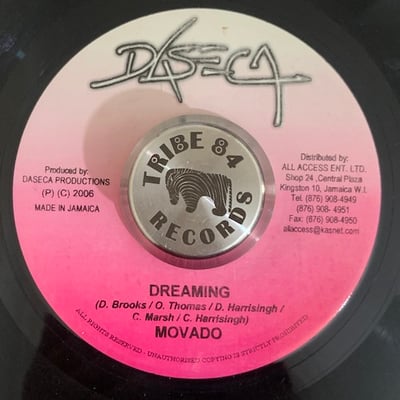 DASECA
Produced by:
DASECA PRODUCTIONS
(P) (C) 2006
MADE IN JAMAICA
TRIBE 84
RECORDS
Distributed by:
ALL ACCESS ENT. LTD.
Shop 24 ,Central Plaza
Kingston 10, Jamaica W.I.
Tel: (876) 908-4949
(876) 908- 4951
Fax: (876) 908-4950
allaccess@kasnet.com
DREAMING
(D. Brooks / O. Thomas / D. Harrisingh /
C. Marsh / C. Harrisingh)
MOVADO
ALL RIGHTS RESERVED - UNAUTHORISED COPYING IS STRICTLY PROHIBITED